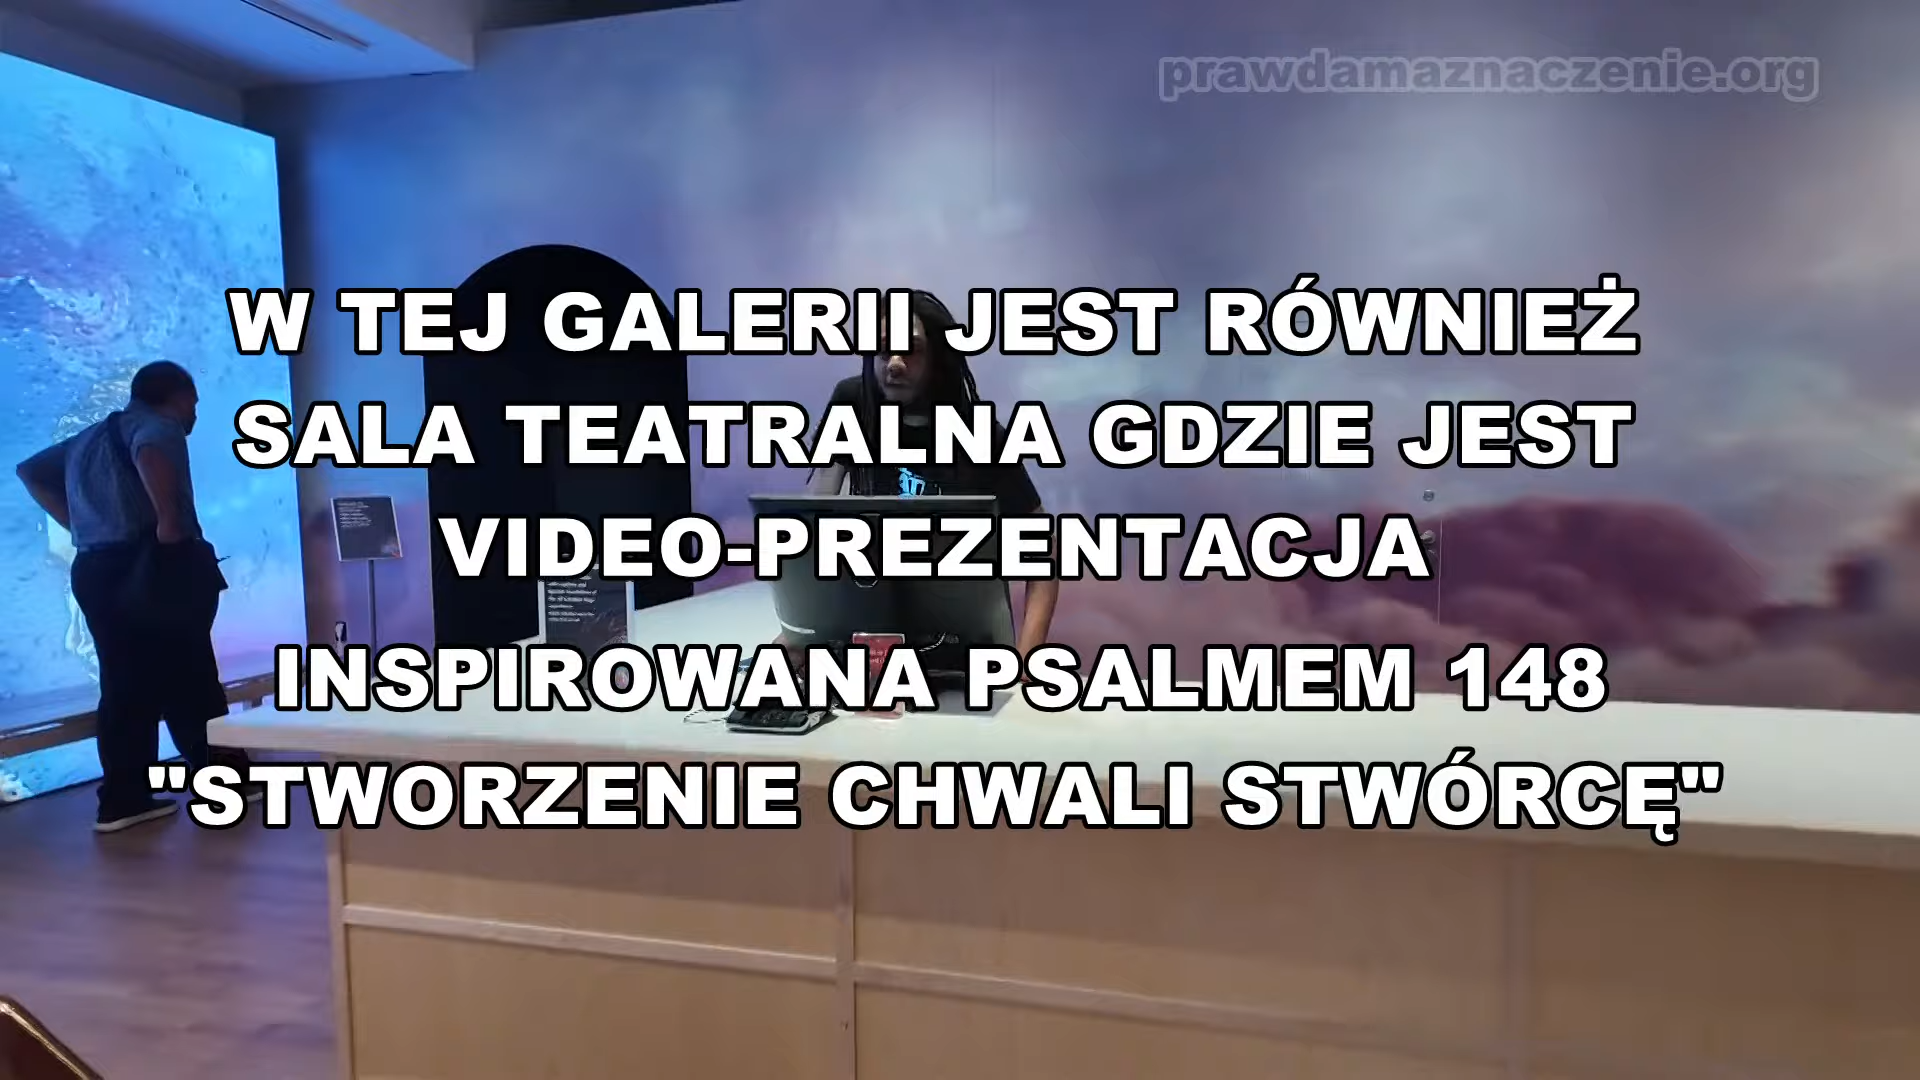 prawdamaznaczenie.org
W TEJ GALERII JEST RÓWNIEŻ
SALA TEATRALNA GDZIE JEST
VIDEO-PREZENTACJA
INSPIROWANA PSALMEM 148
"STWORZENIE CHWALI STWÓRCĘ"